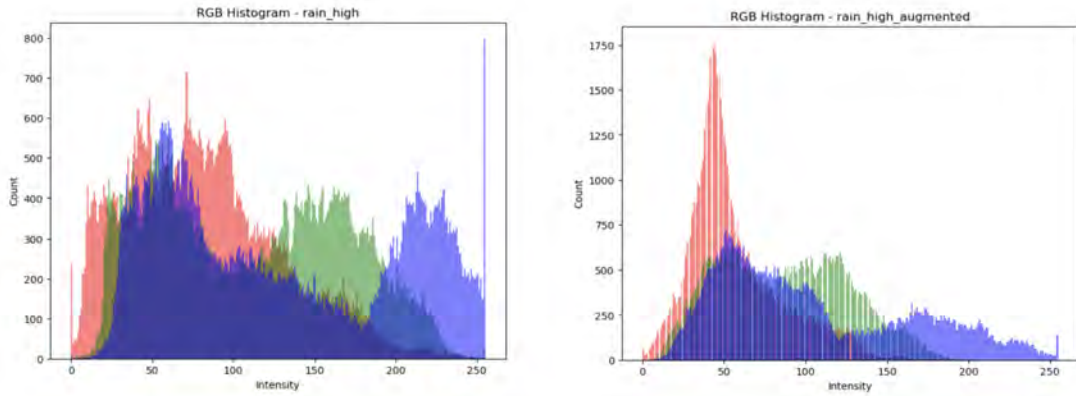 RGB Histogram - rain_high
800
700
600
500
400
300
200
100
0
Count
0 50 100 150 200 250
Intensity
RGB Histogram - rain_high_augmented
1750
1500
1250
1000
750
500
250
0
Count
0 50 100 150 200 250
Intensity